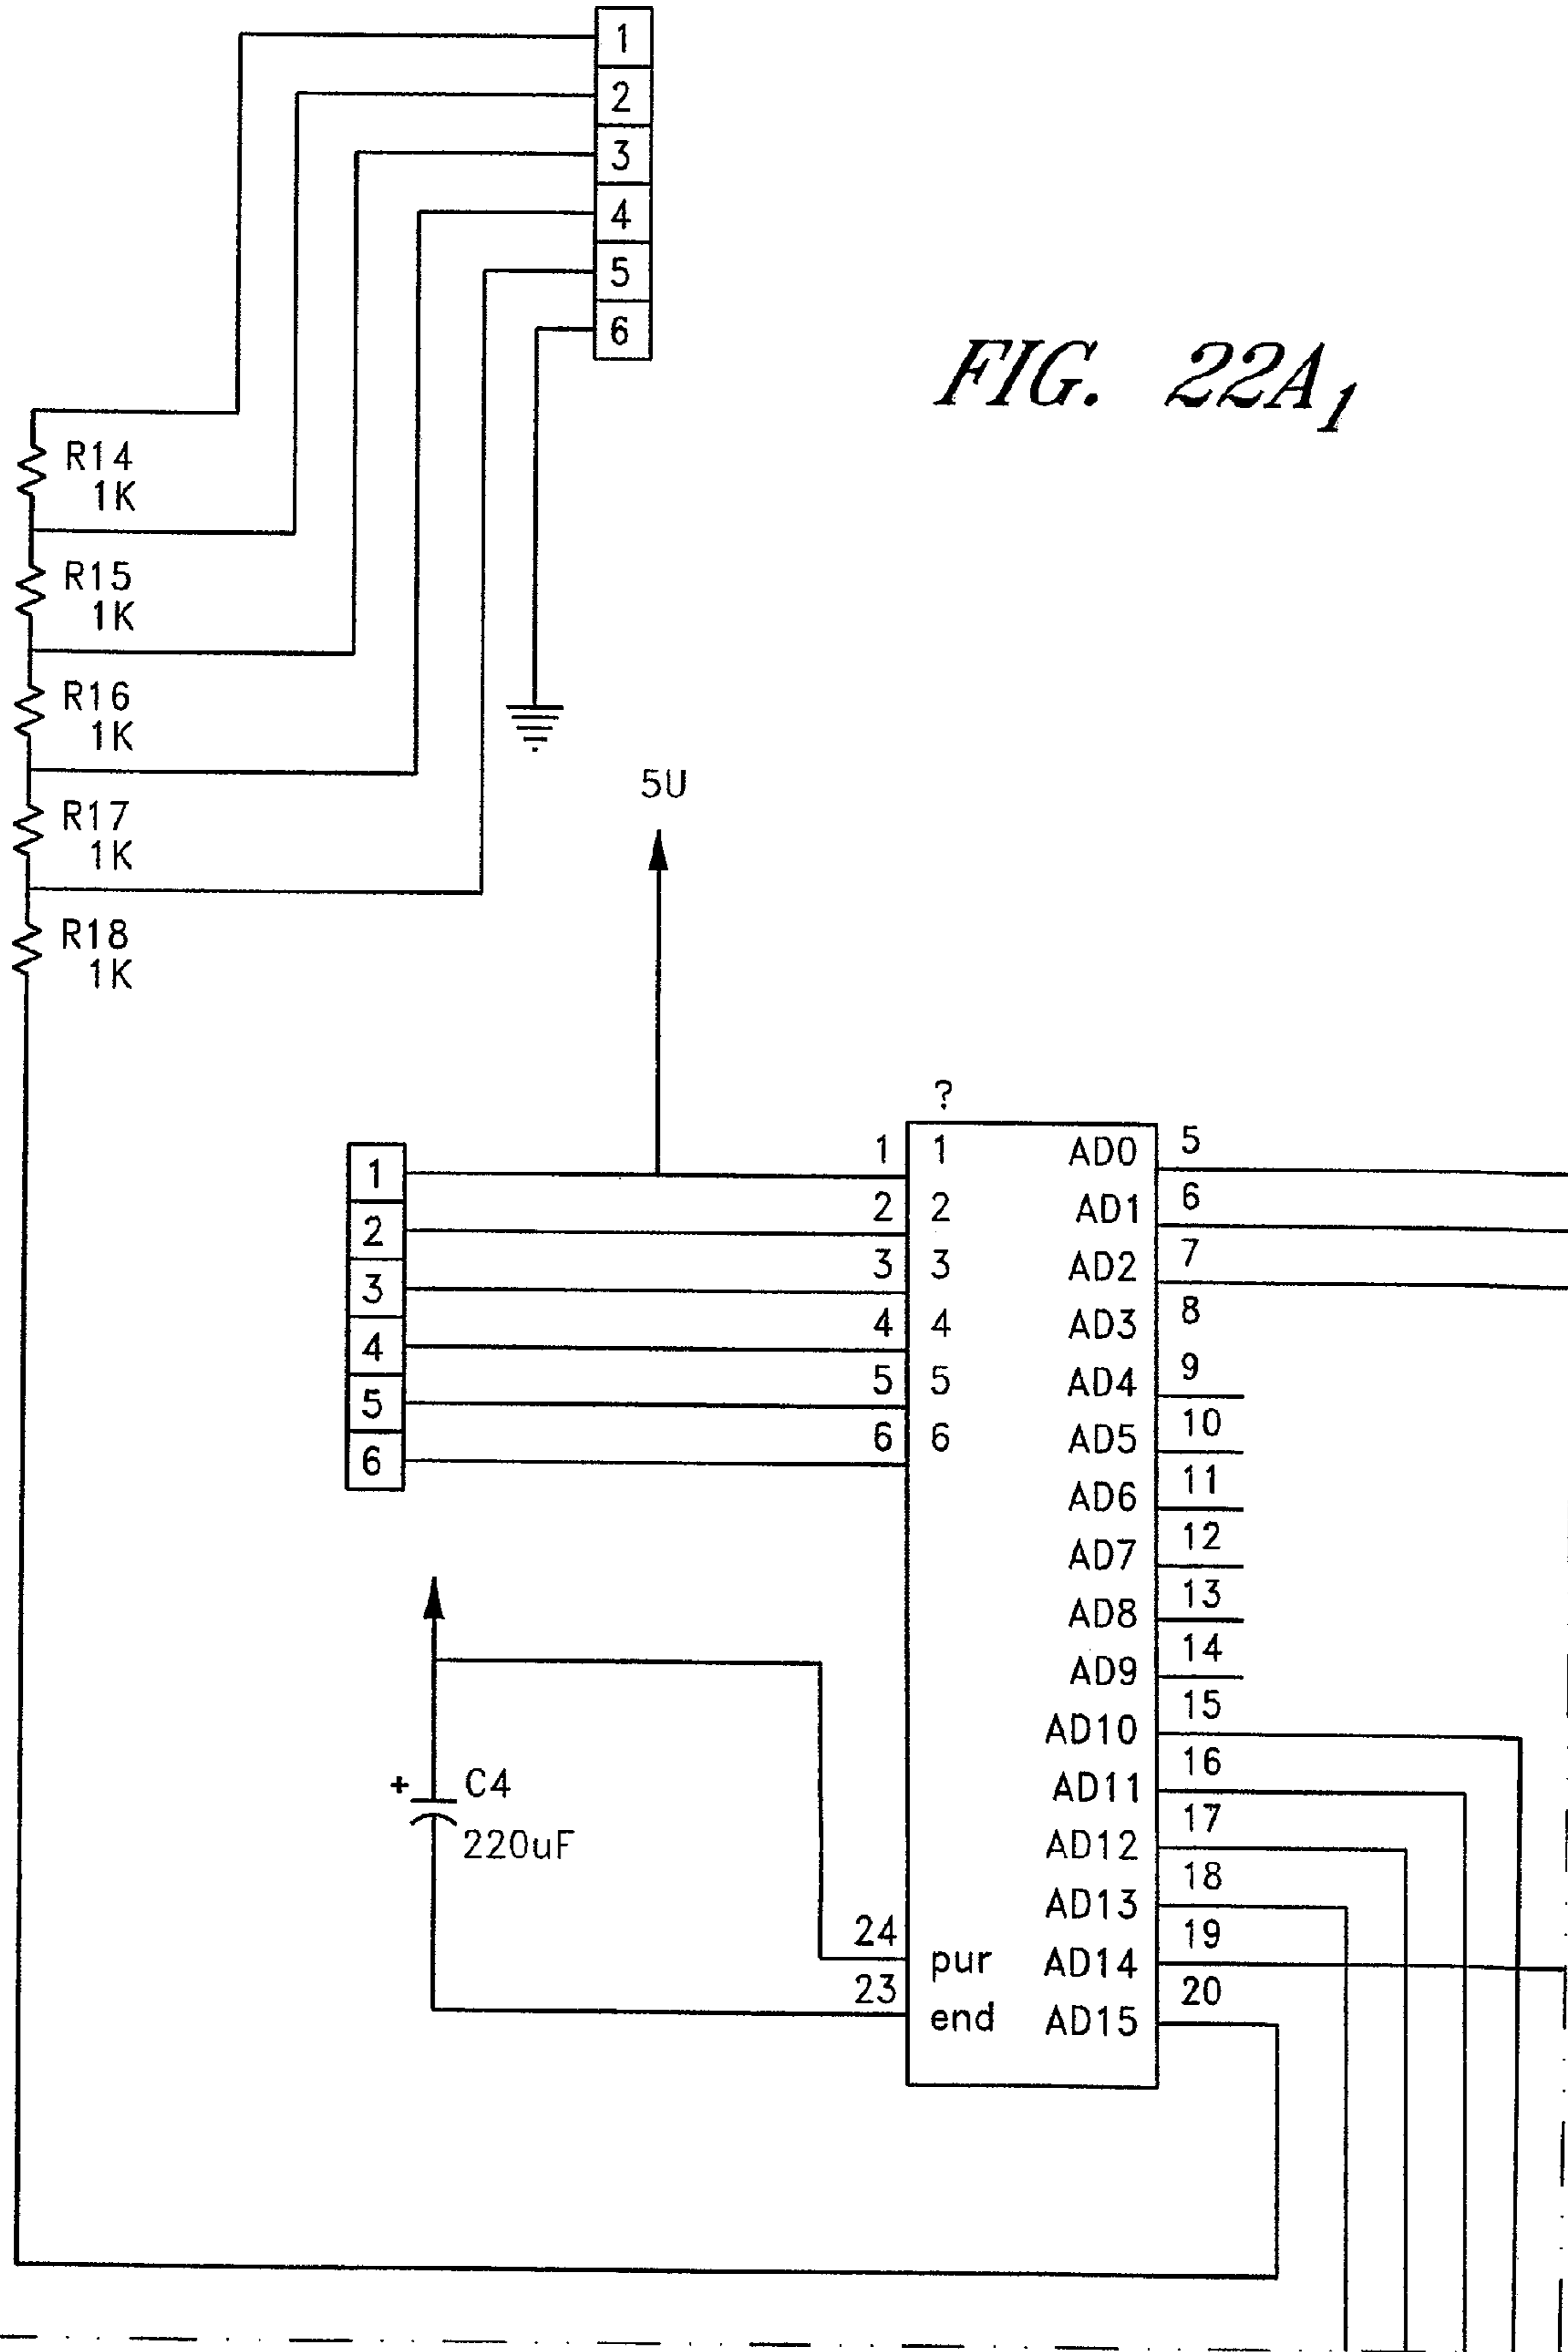 1
2
3
4
5
6
FIG. 22A1
R14
1K
R15
1K
R16
1K
R17
1K
R18
1K
5U
?
1
2
3
4
5
6
1 1 AD0 5
2 2 AD1 6
3 3 AD2 7
4 4 AD3 8
5 5 AD4 9
6 6 AD5 10
AD6 11
AD7 12
AD8 13
AD9 14
AD10 15
AD11 16
AD12 17
AD13 18
24 pur AD14 19
23 end AD15 20
+ C4
220uF